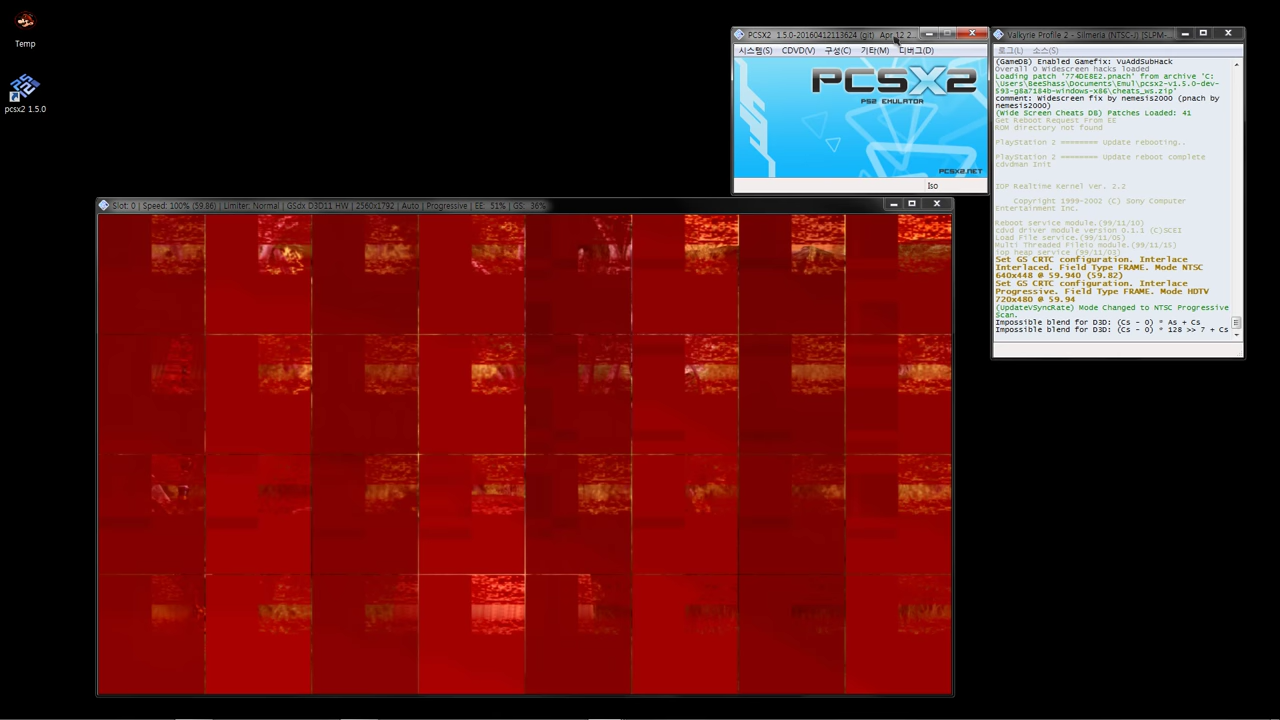 Temp
pcsx2 1.5.0
PCSX2 1.5.0-20160412113624 (git) Apr 12 2...
시스템(S) CDVD(V) 구성(C) 기타(M) 디버그(D)
PCSX2
PS2 EMULATOR
PCSX2.NET
Iso
Valkyrie Profile 2 - Silmeria (NTSC-J) [SLPM-...
로그(L) 소스(S)
(GameDB) Enabled Gamefix: VuAddSubHack
Overall 0 Widescreen hacks loaded
Loading patch '774DE8E2.pnach' from archive 'C:
\Users\BeeShass\Documents\Emul\pcsx2-v1.5.0-dev-
593-g8a7184b-windows-x86\cheats_ws.zip'
comment: Widescreen fix by nemesis2000 (pnach by
nemesis2000)
(Wide Screen Cheats DB) Patches Loaded: 41
Get Reboot Request From EE
ROM directory not found
PlayStation 2 ======== Update rebooting..
PlayStation 2 ======== Update reboot complete
cdvdman Init
IOP Realtime Kernel Ver. 2.2
Copyright 1999-2002 (C) Sony Computer
Entertainment Inc.
Reboot service module.(99/11/10)
cdvd driver module version 0.1.1 (C)SCEI
Load File service.(99/11/05)
Multi Threaded Fileio module.(99/11/15)
iop heap service (99/11/03)
Set GS CRTC configuration. Interlace
Interlaced. Field Type FRAME. Mode NTSC
640x448 @ 59.940 (59.82)
Set GS CRTC configuration. Interlace
Progressive. Field Type FRAME. Mode HDTV
720x480 @ 59.94
(UpdateVSyncRate) Mode Changed to NTSC Progressive
Scan.
Impossible blend for D3D: (Cs - 0) * As + Cs
Impossible blend for D3D: (Cs - 0) * 128 >> 7 + Cs
Slot: 0 | Speed: 100% (59.86) | Limiter: Normal | GSdx D3D11 HW | 2560x1792 | Auto | Progressive | EE: 51% | GS: 36%